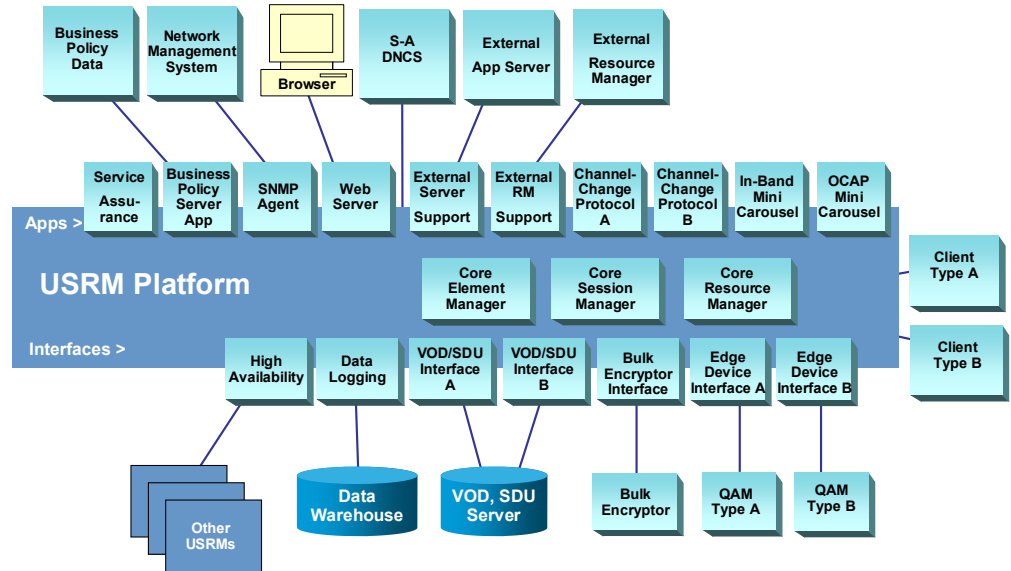 Business
Policy
Data
Network
Management
System
Browser
S-A
DNCS
External
App Server
External
Resource
Manager
Service
Assu-
rance
Business
Policy
Server
App
SNMP
Agent
Web
Server
External
Server
Support
External
RM
Support
Channel-
Change
Protocol
A
Channel-
Change
Protocol
B
In-Band
Mini
Carousel
OCAP
Mini
Carousel
Apps >
USRM Platform
Core
Element
Manager
Core
Session
Manager
Core
Resource
Manager
Client
Type A
Client
Type B
Interfaces >
High
Availability
Data
Logging
VOD/SDU
Interface
A
VOD/SDU
Interface
B
Bulk
Encryptor
Interface
Edge
Device
Interface A
Edge
Device
Interface B
Other
USRMs
Data
Warehouse
VOD, SDU
Server
Bulk
Encryptor
QAM
Type A
QAM
Type B